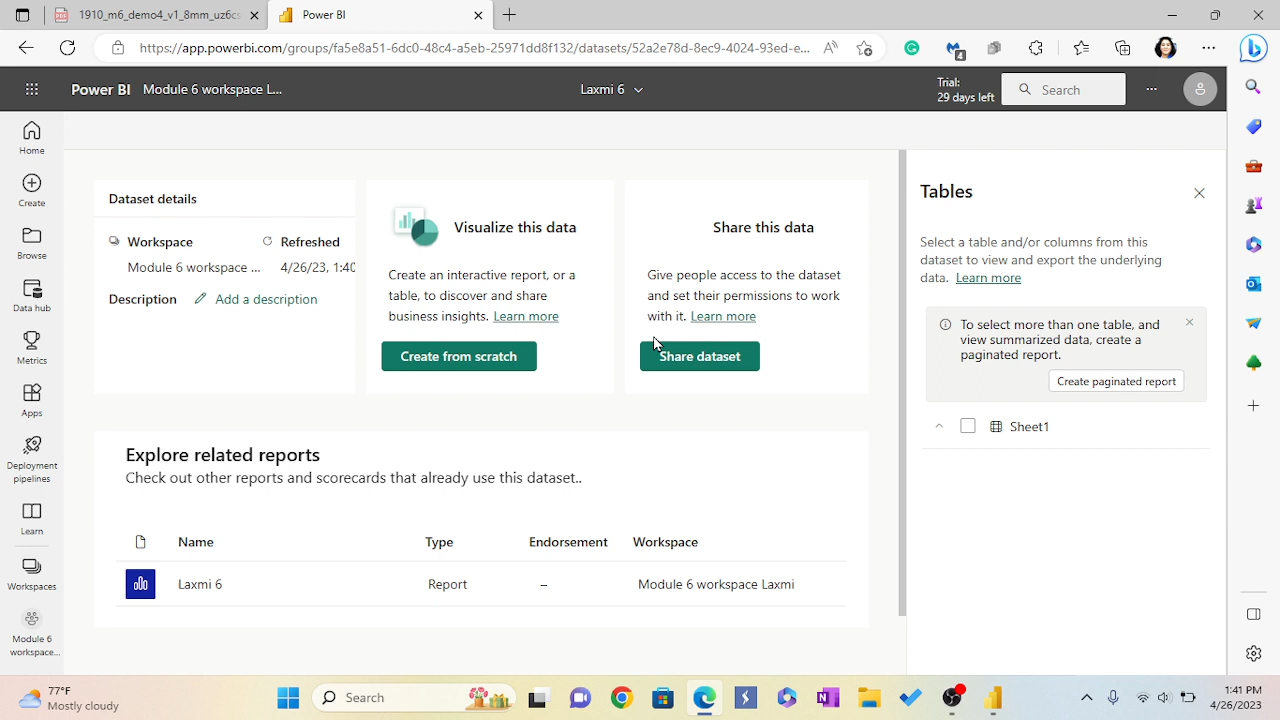 1910_m6_demo4_v1_8mm_uz6cs
Power BI
https://app.powerbi.com/groups/fa5e8a51-6dc0-48c4-a5eb-25971dd8f132/datasets/52a2e78d-8ec9-4024-93ed-e...
4
Power BI Module 6 workspace L...
Laxmi 6
Trial:
29 days left
Search
Home
Create
Browse
Data hub
Metrics
Apps
Deployment
pipelines
Learn
Workspaces
Module 6
workspace...
Dataset details
Workspace
Refreshed
Module 6 workspace ...
4/26/23, 1:40
Description
Add a description
Visualize this data
Create an interactive report, or a
table, to discover and share
business insights. Learn more
Create from scratch
Share this data
Give people access to the dataset
and set their permissions to work
with it. Learn more
Share dataset
Explore related reports
Check out other reports and scorecards that already use this dataset..
Name Type Endorsement Workspace
Laxmi 6 Report – Module 6 workspace Laxmi
Tables
Select a table and/or columns from this
dataset to view and export the underlying
data. Learn more
To select more than one table, and
view summarized data, create a
paginated report.
Create paginated report
Sheet1
77°F
Mostly cloudy
Search
1:41 PM
4/26/2023